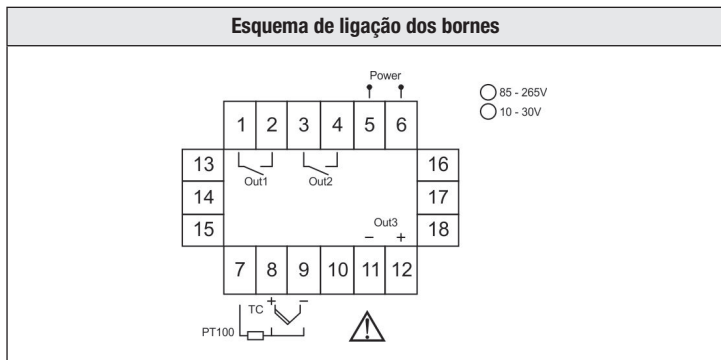 Esquema de ligação dos bornes
Power
85 - 265V
10 - 30V
1 2 3 4 5 6
13 16
Out1 Out2
14 17
15 Out3 18
− +
7 8 9 10 11 12
+ −
TC
PT100